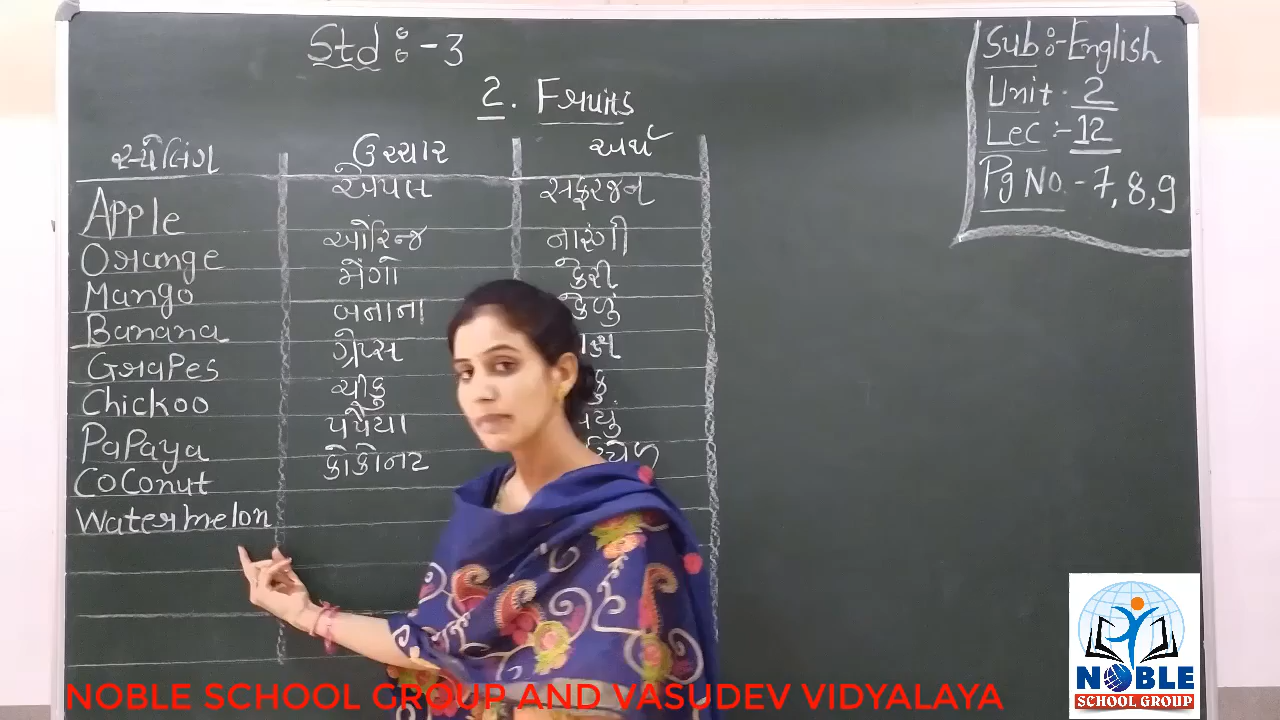 Std :- 3
2. Fruits
Sub :- English
Unit - 2
Lec :- 12
Pg No. - 7, 8, 9
સ્પેલિંગ ઉચ્ચાર અર્થ
Apple એપલ સફરજન
Orange ઓરેન્જ નારંગી
Mango મેંગો કેરી
Banana બનાના કેળું
Grapes ગ્રેપ્સ
Chickoo ચીકુ
Papaya પપૈયા
Coconut કોકોનટ
Watermelon
NOBLE
SCHOOL GROUP
NOBLE SCHOOL GROUP AND VASUDEV VIDYALAYA